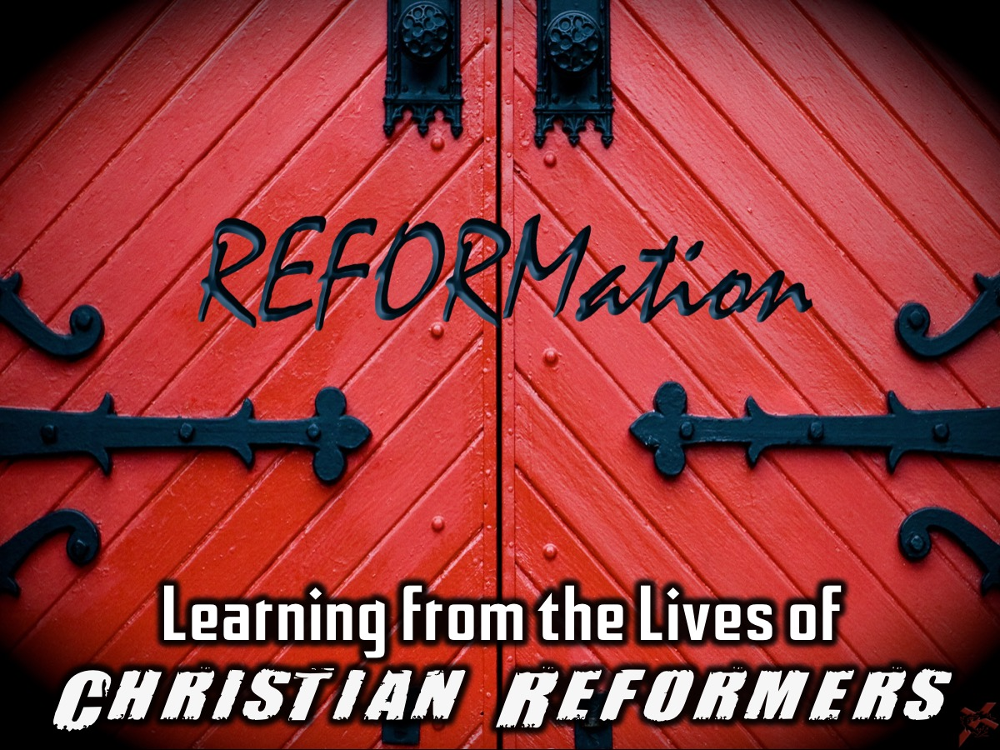 REFORMation
Learning from the Lives of
CHRISTIAN REFORMERS